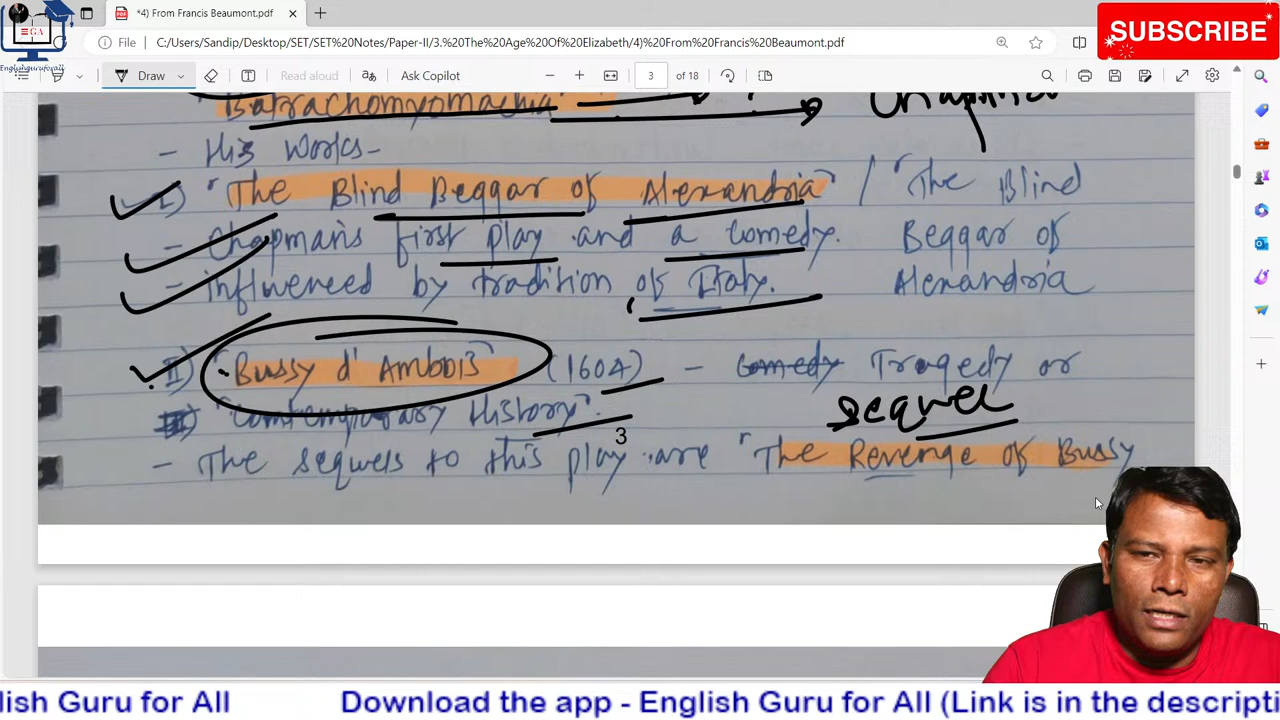 *4) From Francis Beaumont.pdf
File
C:/Users/Sandip/Desktop/SET/SET%20Notes/Paper-II/3.%20The%20Age%20Of%20Elizabeth/4)%20From%20Francis%20Beaumont.pdf
SUBSCRIBE
EGA
Englishguruforall
Draw
Read aloud
Ask Copilot
3 of 18
"Batrachomyomachia"
- His works-
I) "The Blind Beggar of Alexandria" / "The Blind
- Chapman's first play and a comedy. Beggar of
- influenced by tradition of Italy. Alexandria
II) "Bussy d' Ambois" (1604) - comedy Tragedy or
"Contemporary History".
sequel
3
- The sequels to this play are "The Revenge of Bussy
lish Guru for All Download the app - English Guru for All (Link is in the descripti